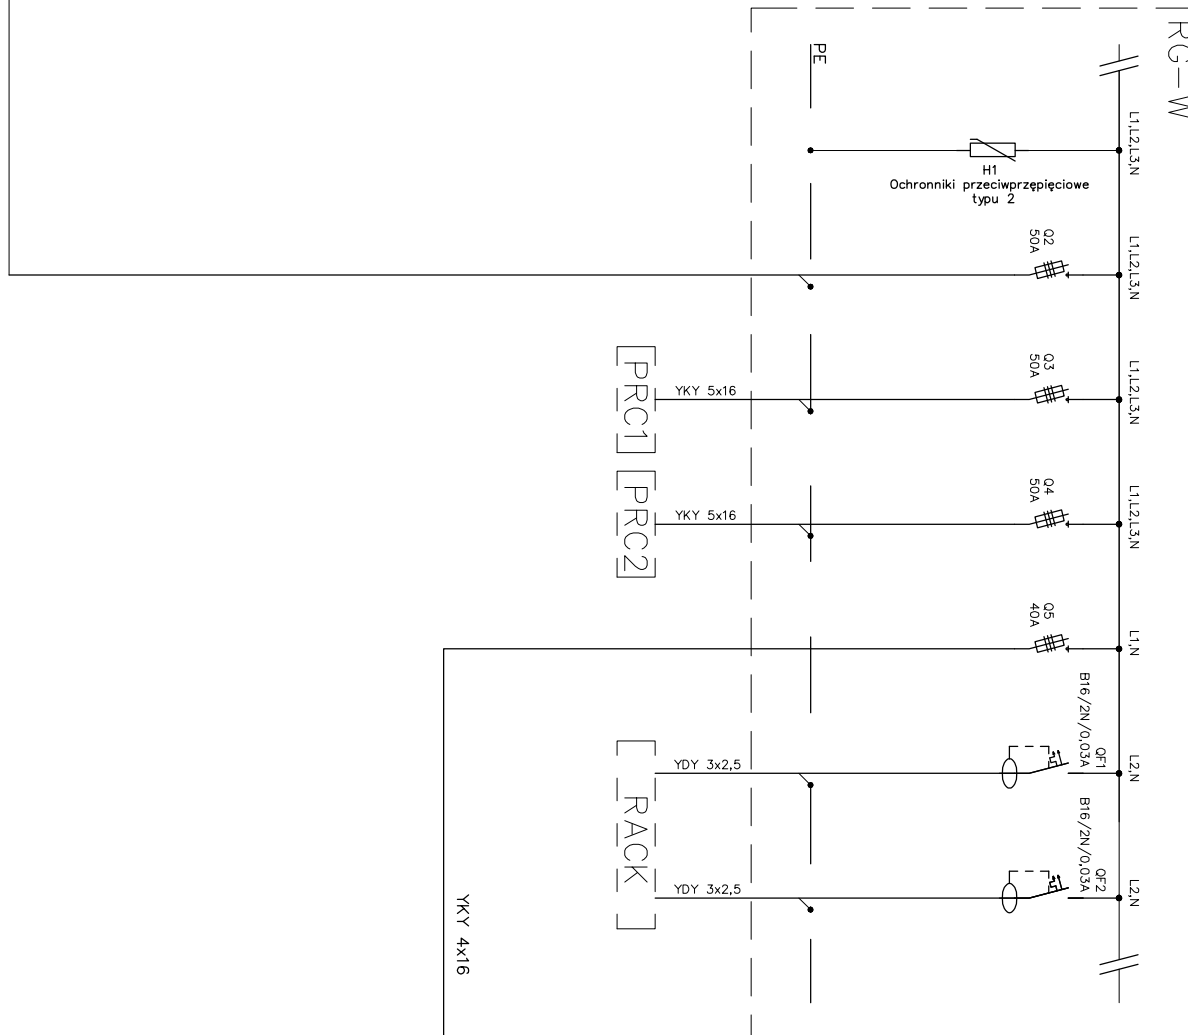 RG-W
PE
L1,L2,L3,N
H1
Ochronniki przeciwprzępięciowe
typu 2
L1,L2,L3,N
Q2
50A
L1,L2,L3,N
Q3
50A
YKY 5x16
PRC1
L1,L2,L3,N
Q4
50A
YKY 5x16
PRC2
L1,N
Q5
40A
YKY 4x16
L2,N
QF1
B16/2N/0,03A
YDY 3x2,5
RACK
L2,N
QF2
B16/2N/0,03A
YDY 3x2,5